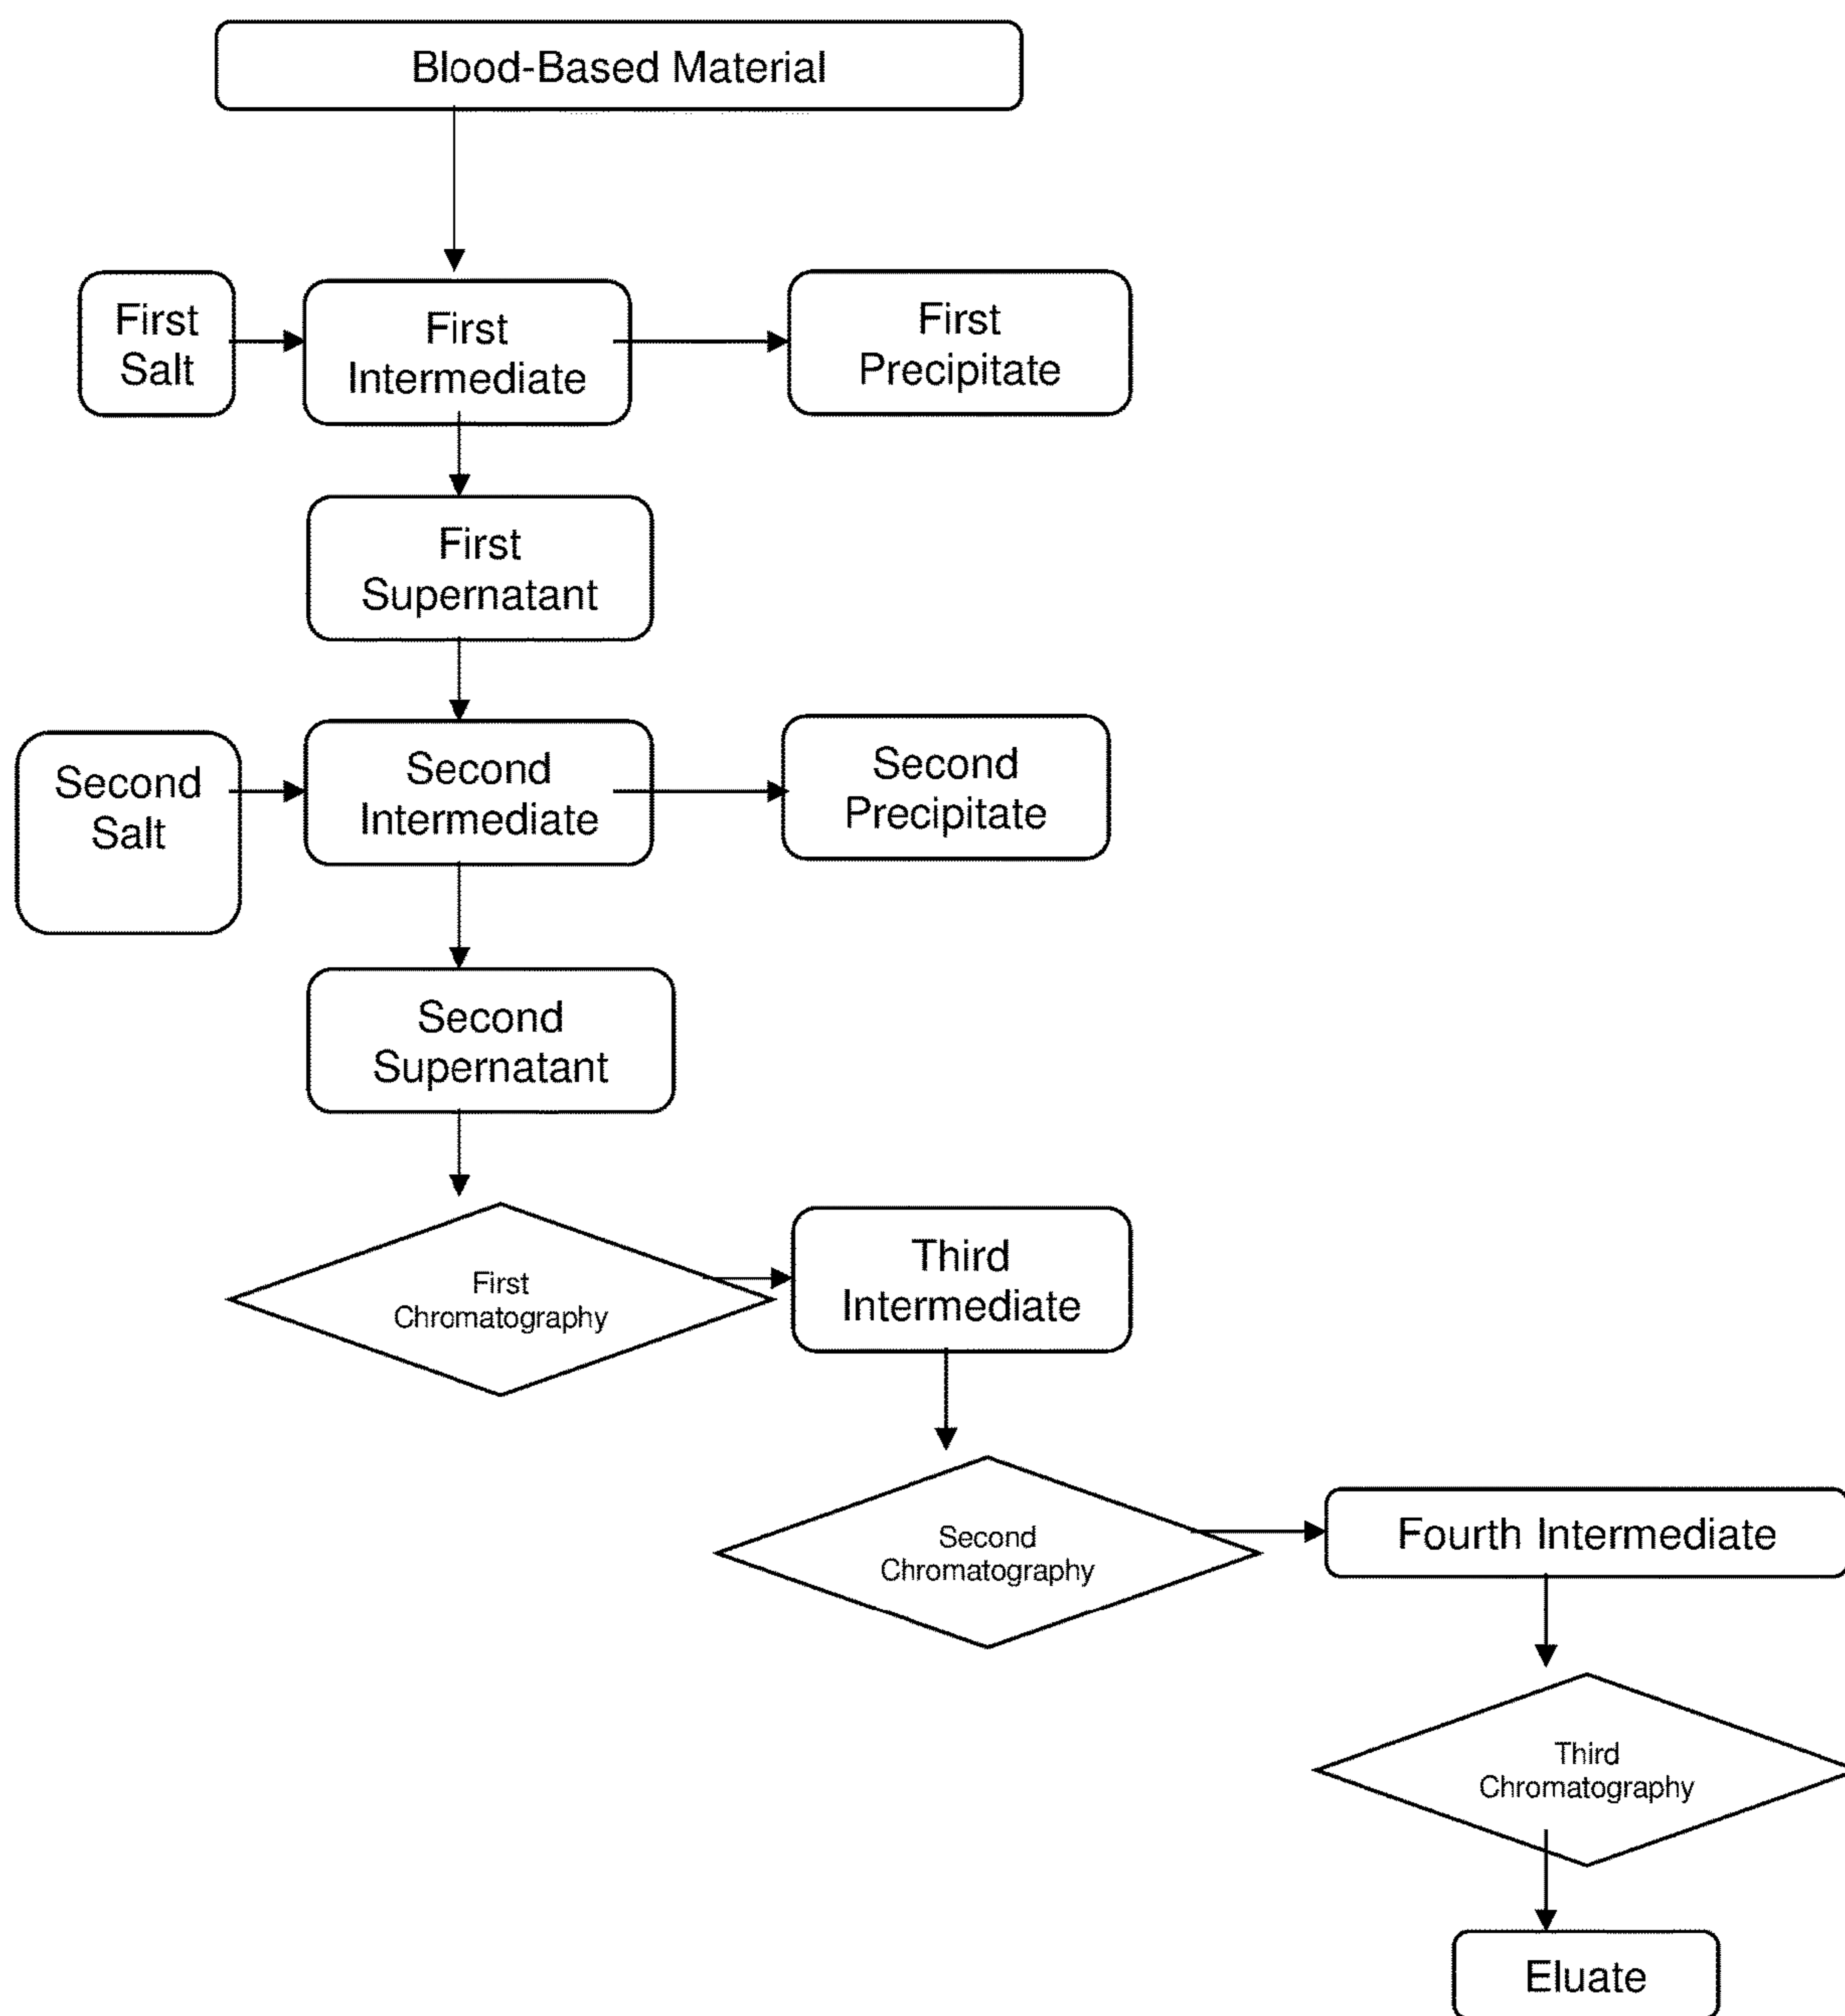 Blood-Based Material
First
Salt
First
Intermediate
First
Precipitate
First
Supernatant
Second
Salt
Second
Intermediate
Second
Precipitate
Second
Supernatant
First
Chromatography
Third
Intermediate
Second
Chromatography
Fourth Intermediate
Third
Chromatography
Eluate